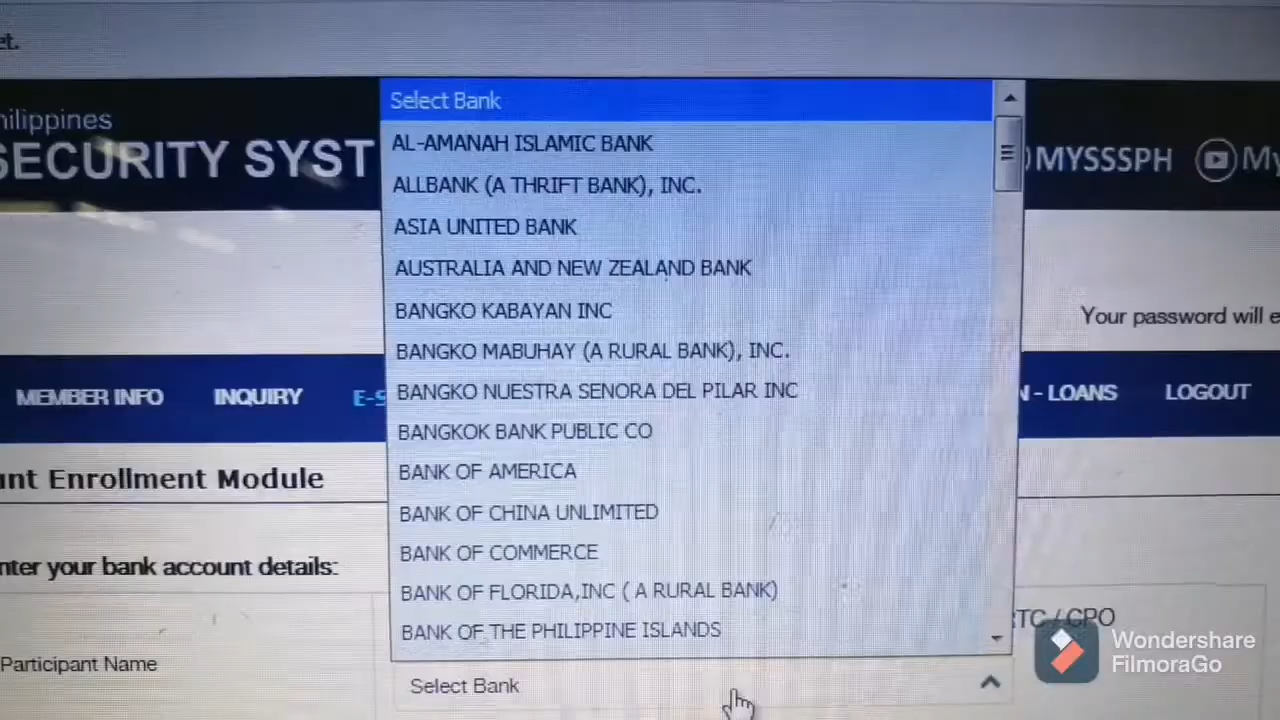 et.
Select Bank
hilippines
SECURITY SYST
MYSSSPH
My
AL-AMANAH ISLAMIC BANK
ALLBANK (A THRIFT BANK), INC.
ASIA UNITED BANK
AUSTRALIA AND NEW ZEALAND BANK
BANGKO KABAYAN INC
Your password will e
BANGKO MABUHAY (A RURAL BANK), INC.
MEMBER INFO
INQUIRY
E-S
BANGKO NUESTRA SENORA DEL PILAR INC
N - LOANS
LOGOUT
BANGKOK BANK PUBLIC CO
unt Enrollment Module
BANK OF AMERICA
BANK OF CHINA UNLIMITED
BANK OF COMMERCE
nter your bank account details:
BANK OF FLORIDA,INC ( A RURAL BANK)
BANK OF THE PHILIPPINE ISLANDS
RTC / CPO
Participant Name
Select Bank
Wondershare
FilmoraGo